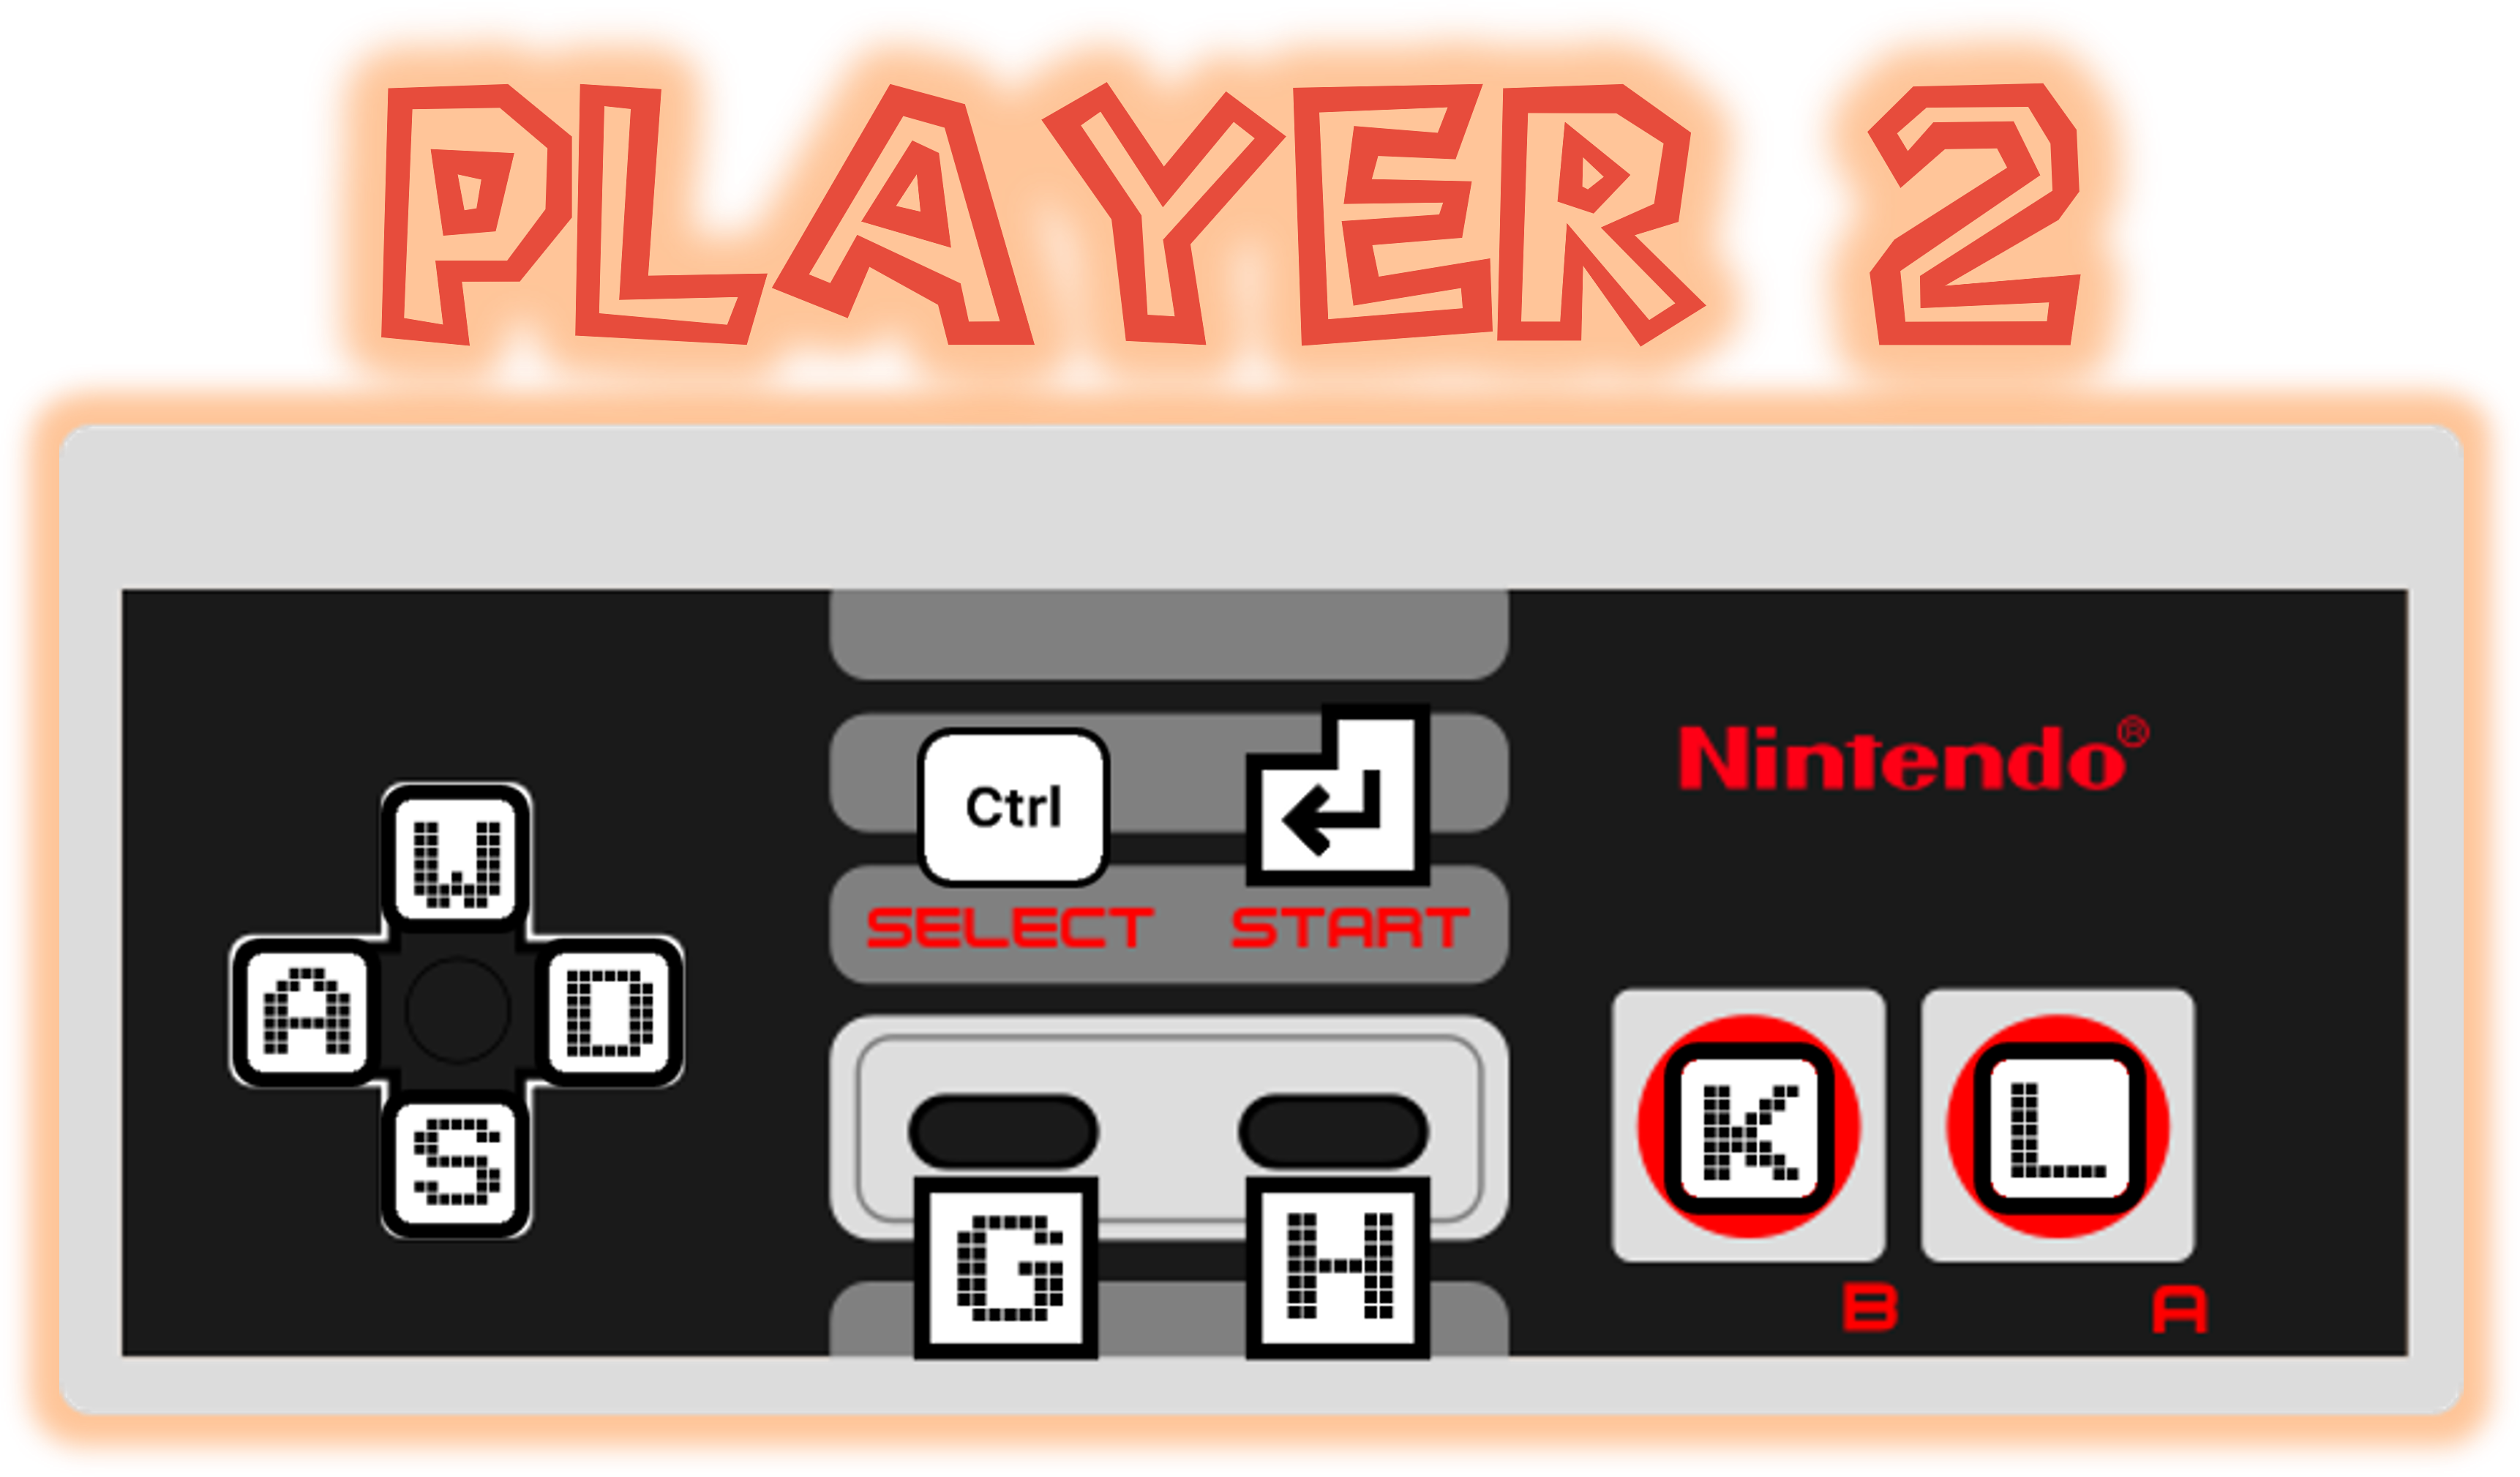 PLAYER 2
Ctrl
Nintendo®
W
SELECT START
A D
K L
S
G H
B A